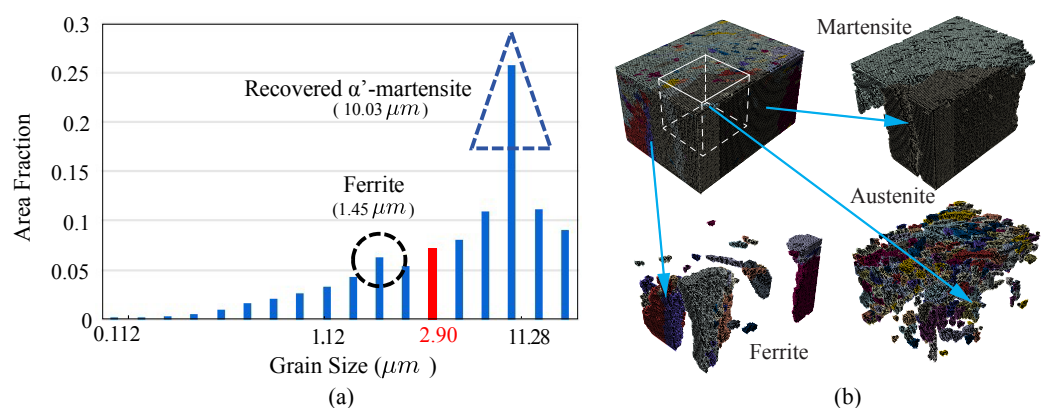 0.3
0.25
0.2
0.15
0.1
0.05
0
Area Fraction
Recovered α’-martensite
( 10.03 μm )
Ferrite
(1.45 μm )
0.112
1.12
2.90
11.28
Grain Size (μm )
(a)
Martensite
Austenite
Ferrite
(b)